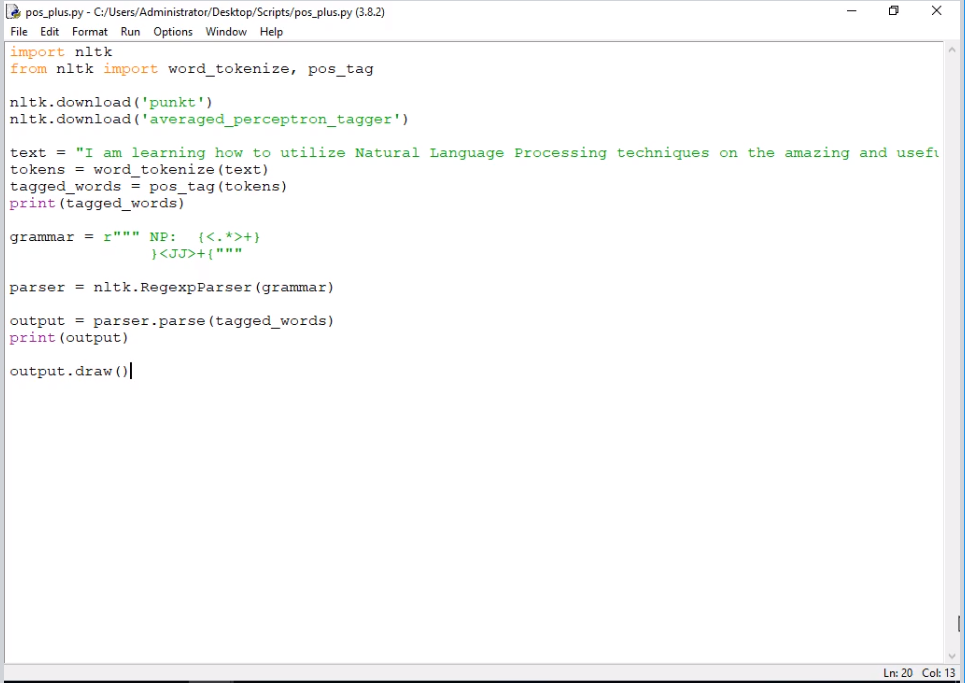 pos_plus.py - C:/Users/Administrator/Desktop/Scripts/pos_plus.py (3.8.2)
File Edit Format Run Options Window Help
import nltk
from nltk import word_tokenize, pos_tag
nltk.download('punkt')
nltk.download('averaged_perceptron_tagger')
text = "I am learning how to utilize Natural Language Processing techniques on the amazing and usefu
tokens = word_tokenize(text)
tagged_words = pos_tag(tokens)
print(tagged_words)
grammar = r""" NP:  {<.*>+}
               }<JJ>+{"""
parser = nltk.RegexpParser(grammar)
output = parser.parse(tagged_words)
print(output)
output.draw()
Ln: 20 Col: 13